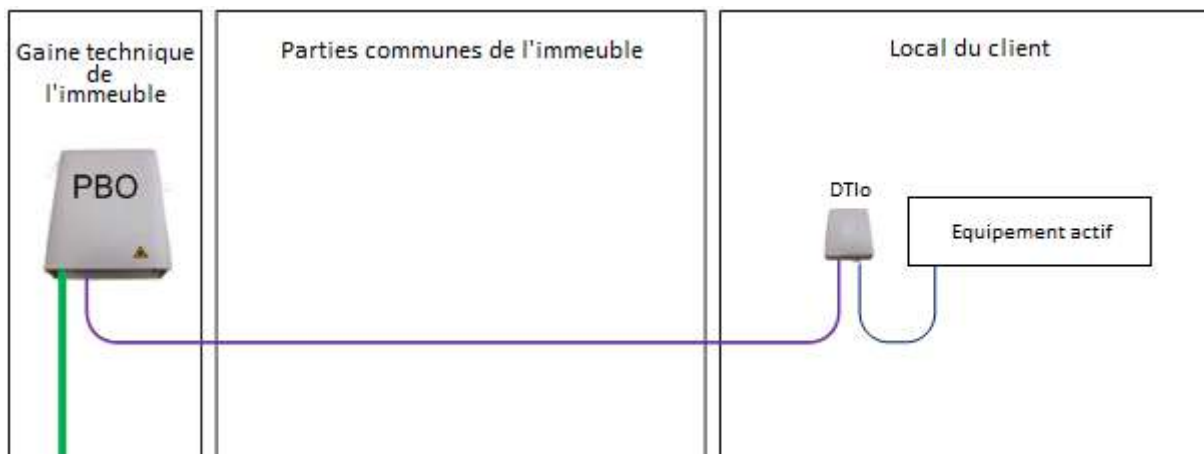 Gaine technique
de
l'immeuble
Parties communes de l'immeuble
Local du client
PBO
DTIo
Equipement actif